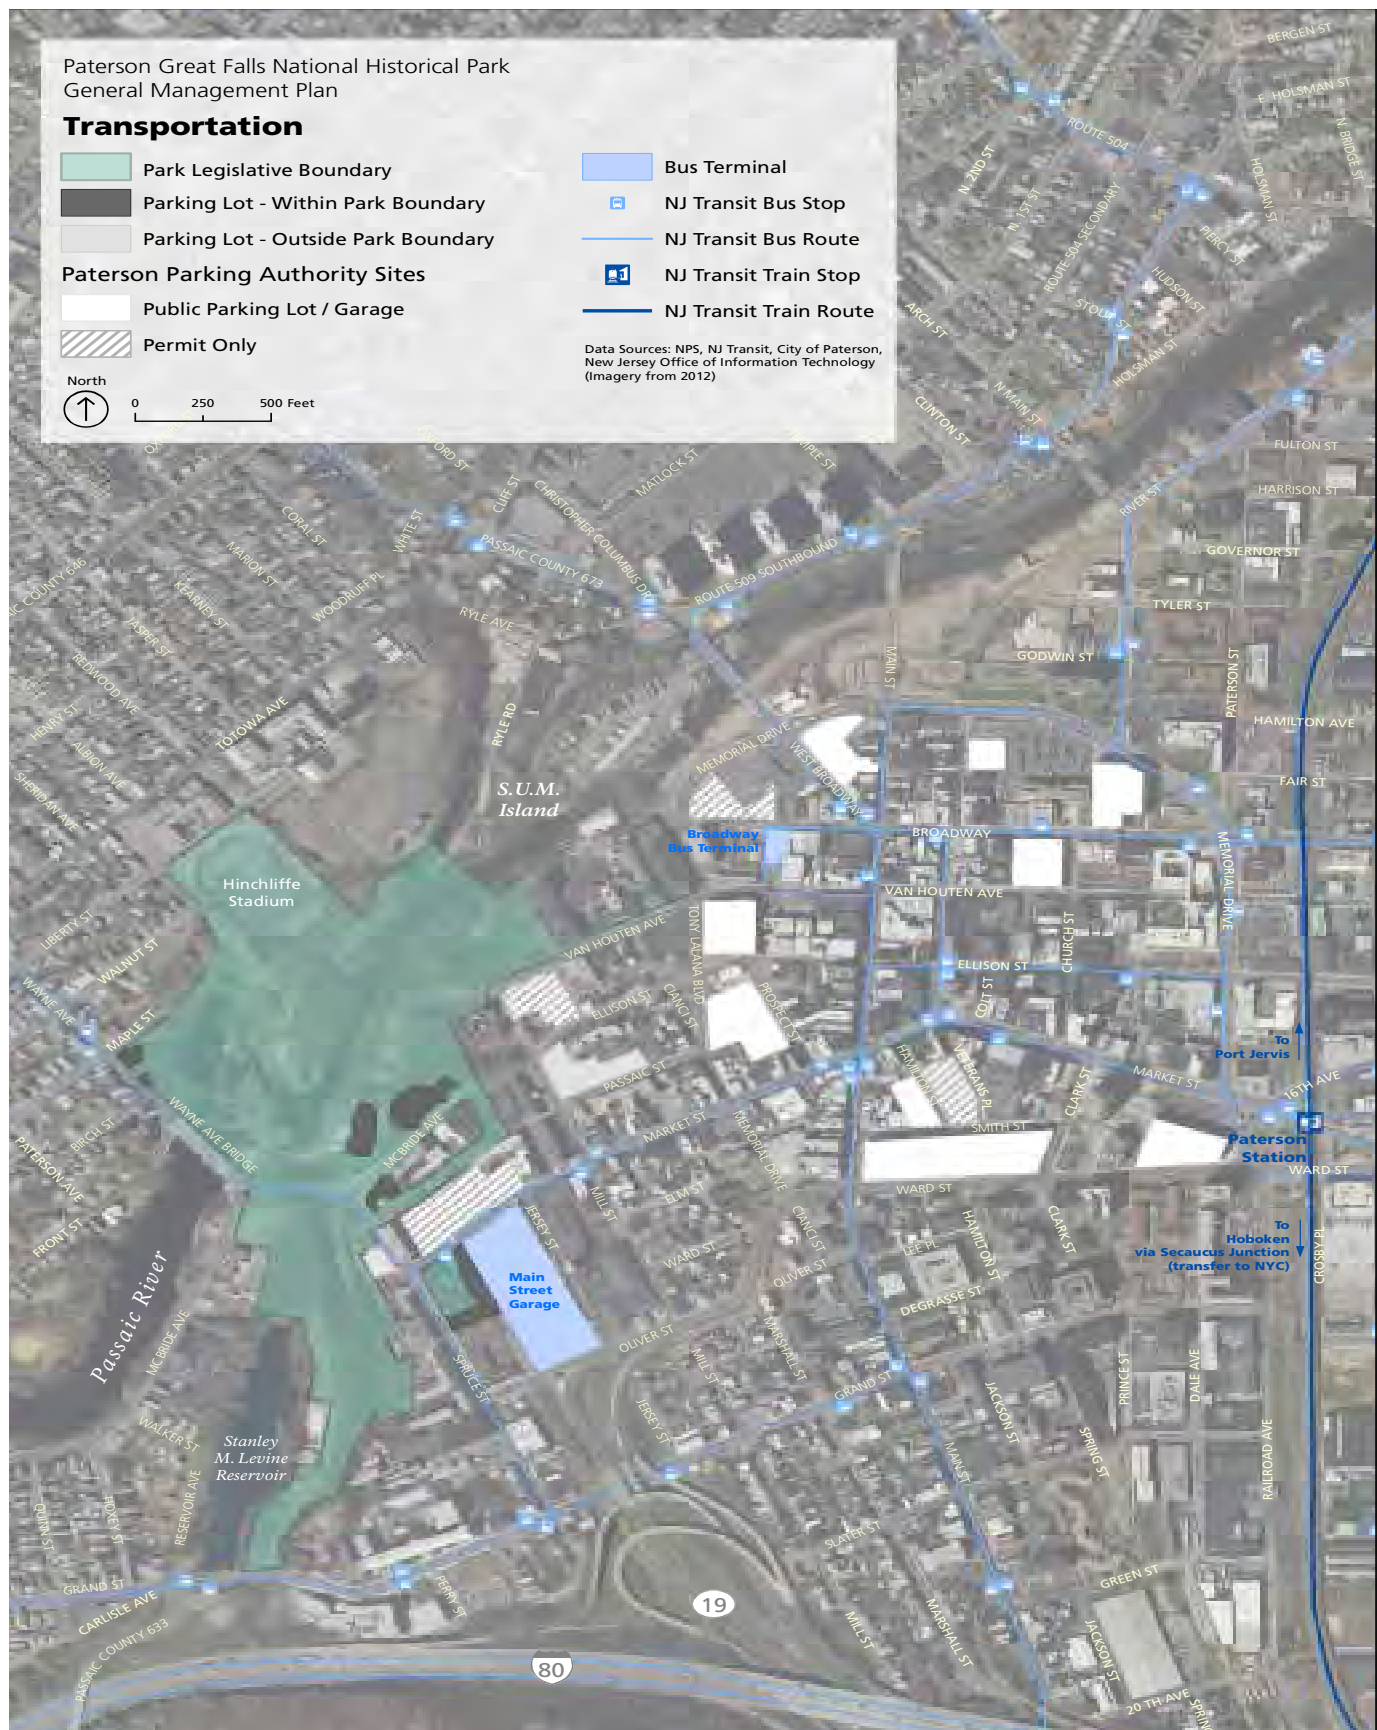 Paterson Great Falls National Historical Park
General Management Plan
Transportation
Park Legislative Boundary
Parking Lot - Within Park Boundary
Parking Lot - Outside Park Boundary
Paterson Parking Authority Sites
Public Parking Lot / Garage
Permit Only
North
0 250 500 Feet
Bus Terminal
NJ Transit Bus Stop
NJ Transit Bus Route
NJ Transit Train Stop
NJ Transit Train Route
Data Sources: NPS, NJ Transit, City of Paterson,
New Jersey Office of Information Technology
(Imagery from 2012)
BERGEN ST
E. HOLSMAN ST
N. BRIDGE ST
ROUTE 504
N. 2ND ST
HOLSMAN ST
N. 1ST ST
ROUTE 504 SECONDARY
PIERCY ST
HUDSON ST
STOUT ST
ARCH ST
HOLSMAN ST
N MAIN ST
CLINTON ST
FULTON ST
MATLOCK ST
HARRISON ST
RIVER ST
CLIFF ST
CHRISTOPHER COLUMBUS DR
CORAL ST
WHITE ST
PASSAIC COUNTY 673
ROUTE 509 SOUTHBOUND
GOVERNOR ST
MARION ST
WOODRUFF PL
KEARNEY ST
JASPER ST
RYLE AVE
TYLER ST
GODWIN ST
MAIN ST
PATERSON ST
REDWOOD AVE
HENRY ST
TOTOWA AVE
RYLE RD
HAMILTON AVE
ALBION AVE
MEMORIAL DRIVE
WEST BROADWAY
SHERIDAN AVE
S.U.M.
Island
FAIR ST
Broadway
Bus Terminal
BROADWAY
MEMORIAL DRIVE
Hinchliffe
Stadium
VAN HOUTEN AVE
LIBERTY ST
VAN HOUTEN AVE
TONY LALANA BLVD
CHURCH ST
WALNUT ST
ELLISON ST
WAYNE AVE
MAPLE ST
ELLISON ST
CIANCI ST
PROSPECT ST
COLT ST
To
Port Jervis
PASSAIC ST
HAMILTON ST
VETERANS PL
CLARK ST
MARKET ST
16TH AVE
WAYNE AVE BRIDGE
MCBRIDE AVE
MARKET ST
MEMORIAL DRIVE
SMITH ST
Paterson
Station
BIRCH ST
PATERSON AVE
WARD ST
WARD ST
FRONT ST
ELM ST
MILL ST
JERSEY ST
CIANCI ST
HAMILTON ST
CLARK ST
To
Hoboken
via Secaucus Junction
(transfer to NYC)
CROSBY PL
WARD ST
LEE PL
OLIVER ST
DEGRASSE ST
Main
Street
Garage
Passaic River
MCBRIDE AVE
OLIVER ST
MARSHALL ST
SPRUCE ST
MILL ST
GRAND ST
PRINCE ST
DALE AVE
JERSEY ST
JACKSON ST
SPRING ST
RAILROAD AVE
MAIN ST
WALKER ST
Stanley
M. Levine
Reservoir
RESERVOIR AVE
QUINN ST
SLATER ST
GRAND ST
CARLISLE AVE
PERRY ST
GREEN ST
19
PASSAIC COUNTY 633
MILL ST
MARSHALL ST
JACKSON ST
80
20 TH AVE